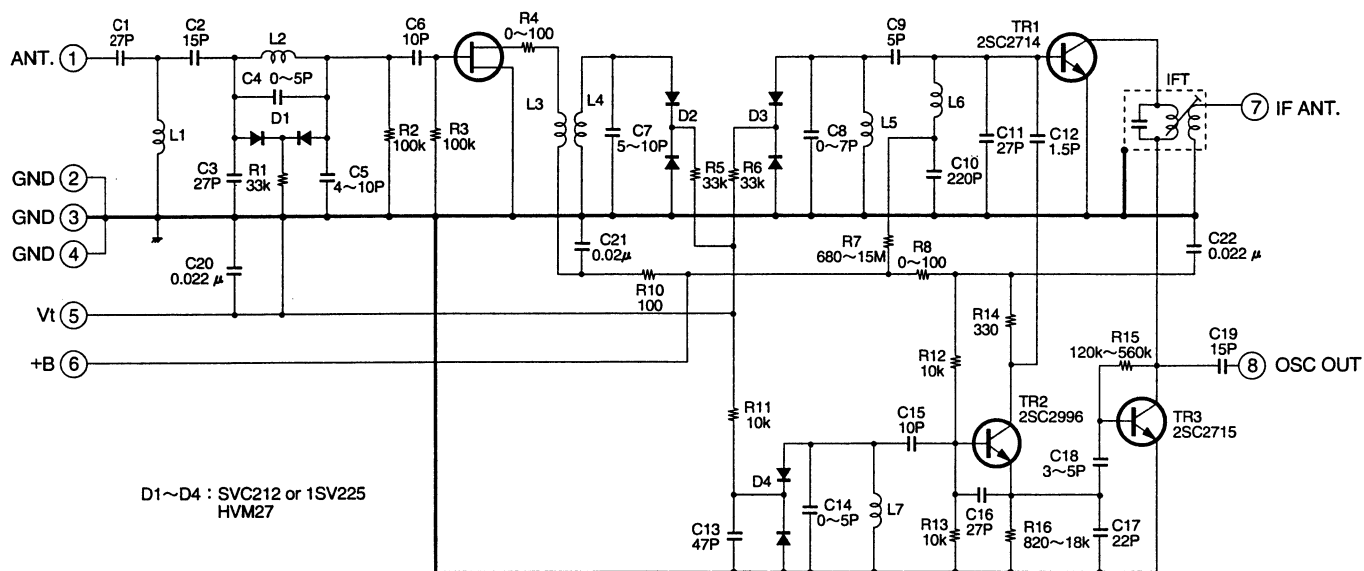 C1
27P
C2
15P
L2
C6
10P
R4
0~100
C9
5P
TR1
2SC2714
ANT. 1
C4 0~5P
D1
L3
L4
D2
D3
L6
IFT
7 IF ANT.
L1
R2
100k
R3
100k
C7
5~10P
C8
0~7P
L5
C11
27P
C12
1.5P
C3
27P
R1
33k
C5
4~10P
R5
33k
R6
33k
C10
220P
GND 2
GND 3
GND 4
C20
0.022 μ
C21
0.02μ
R7
680~15M
R8
0~100
C22
0.022 μ
R10
100
Vt 5
R14
330
+B 6
R12
10k
R15
120k~560k
C19
15P
8 OSC OUT
R11
10k
C15
10P
TR2
2SC2996
TR3
2SC2715
D4
C18
3~5P
D1~D4 : SVC212 or 1SV225
HVM27
C14
0~5P
L7
C16
27P
C13
47P
R13
10k
R16
820~18k
C17
22P